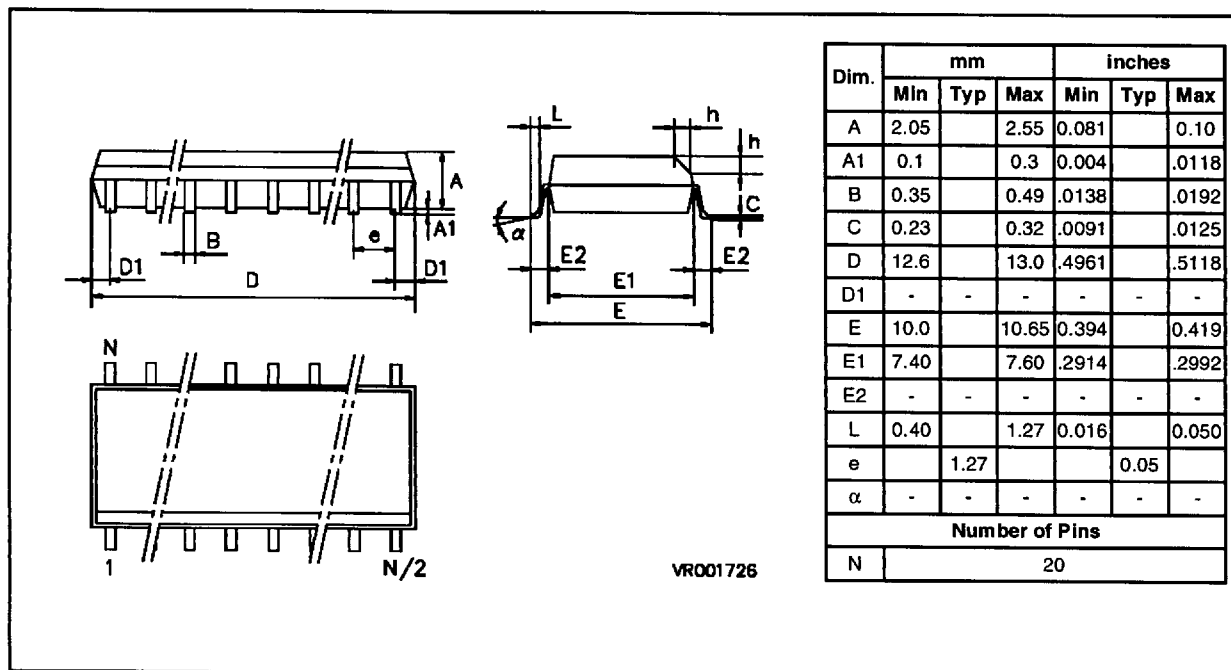 L
h
h
A
A1
B
e
D1
D
D1
C
α
E2
E1
E2
E
N
1
N/2
VR001726
Dim. mm inches
Min Typ Max Min Typ Max
A 2.05 2.55 0.081 0.10
A1 0.1 0.3 0.004 .0118
B 0.35 0.49 .0138 .0192
C 0.23 0.32 .0091 .0125
D 12.6 13.0 .4961 .5118
D1 - - - - - -
E 10.0 10.65 0.394 0.419
E1 7.40 7.60 .2914 .2992
E2 - - - - - -
L 0.40 1.27 0.016 0.050
e 1.27 0.05
α - - - - - -
Number of Pins
N 20